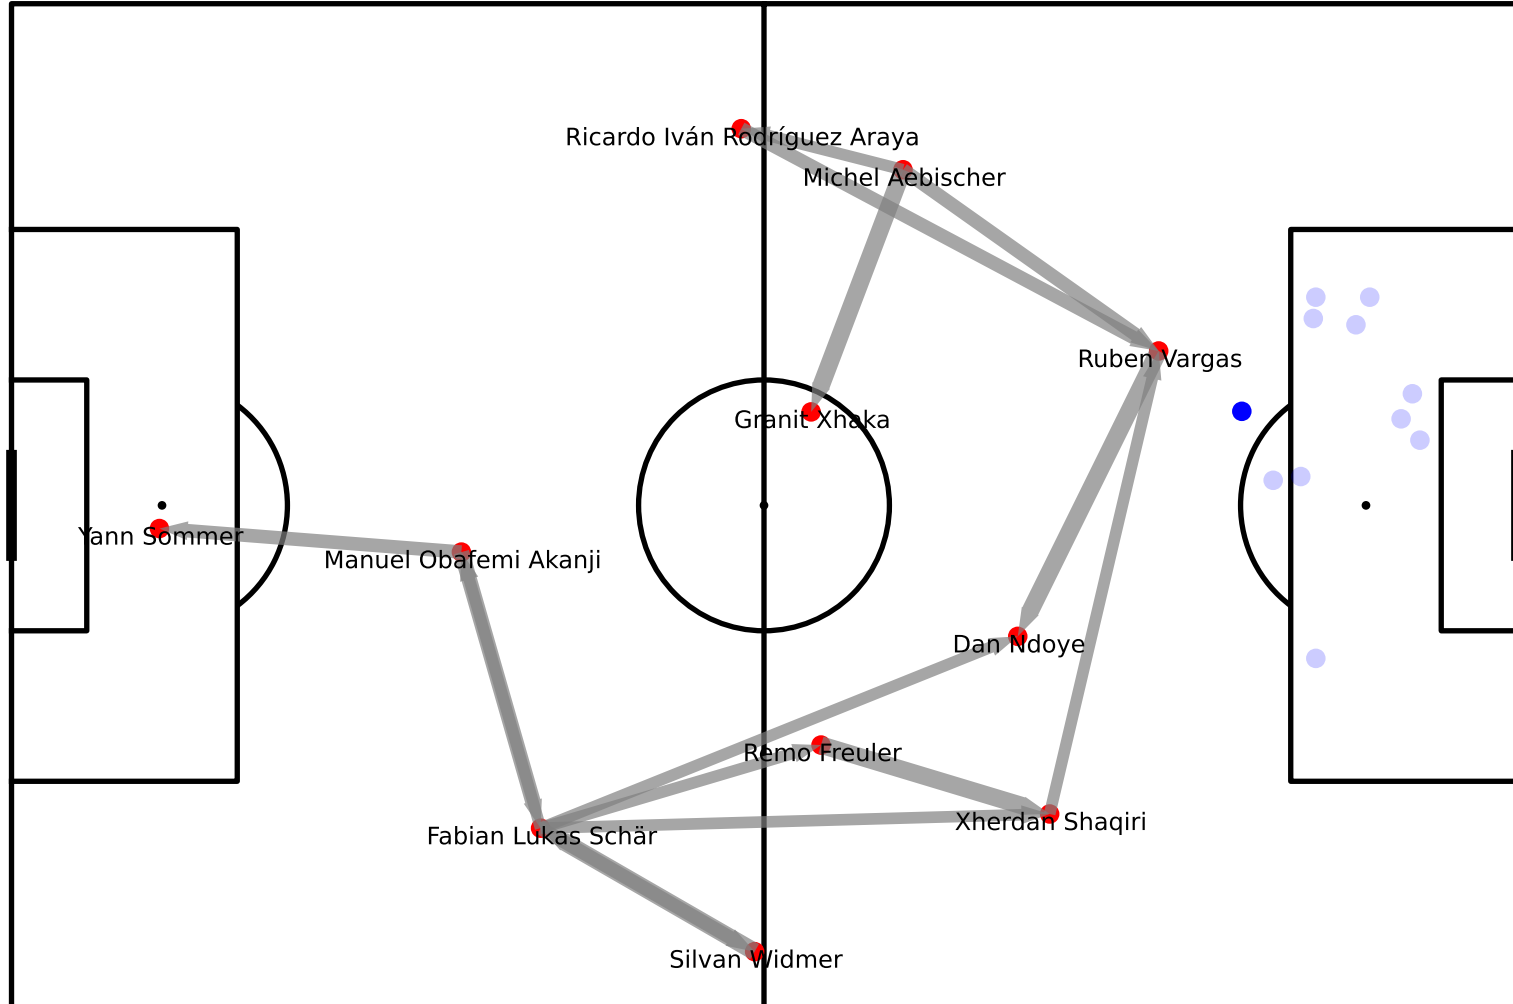 Ricardo Iván Rodríguez Araya
Michel Aebischer
Ruben Vargas
Granit Xhaka
Yann Sommer
Manuel Obafemi Akanji
Dan Ndoye
Remo Freuler
Xherdan Shaqiri
Fabian Lukas Schär
Silvan Widmer